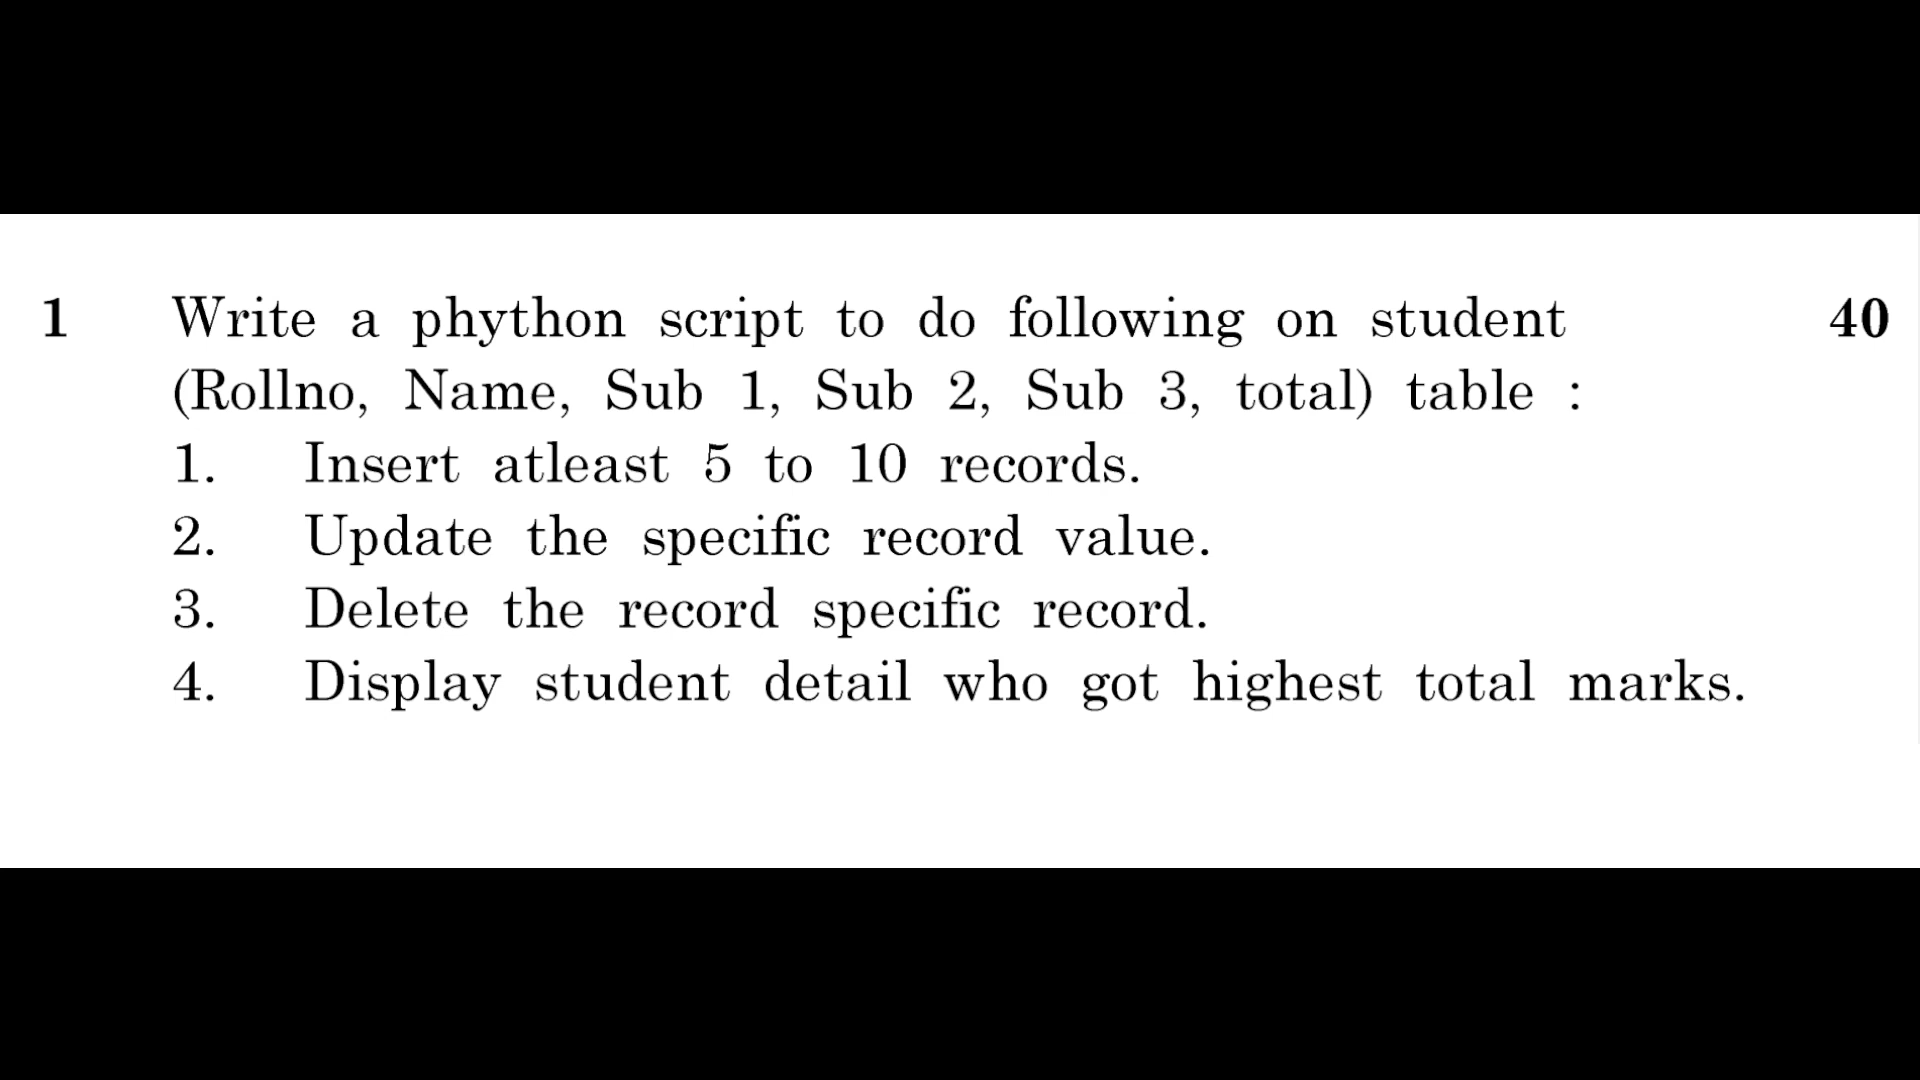 1 Write a phython script to do following on student 40
(Rollno, Name, Sub 1, Sub 2, Sub 3, total) table :
1. Insert atleast 5 to 10 records.
2. Update the specific record value.
3. Delete the record specific record.
4. Display student detail who got highest total marks.